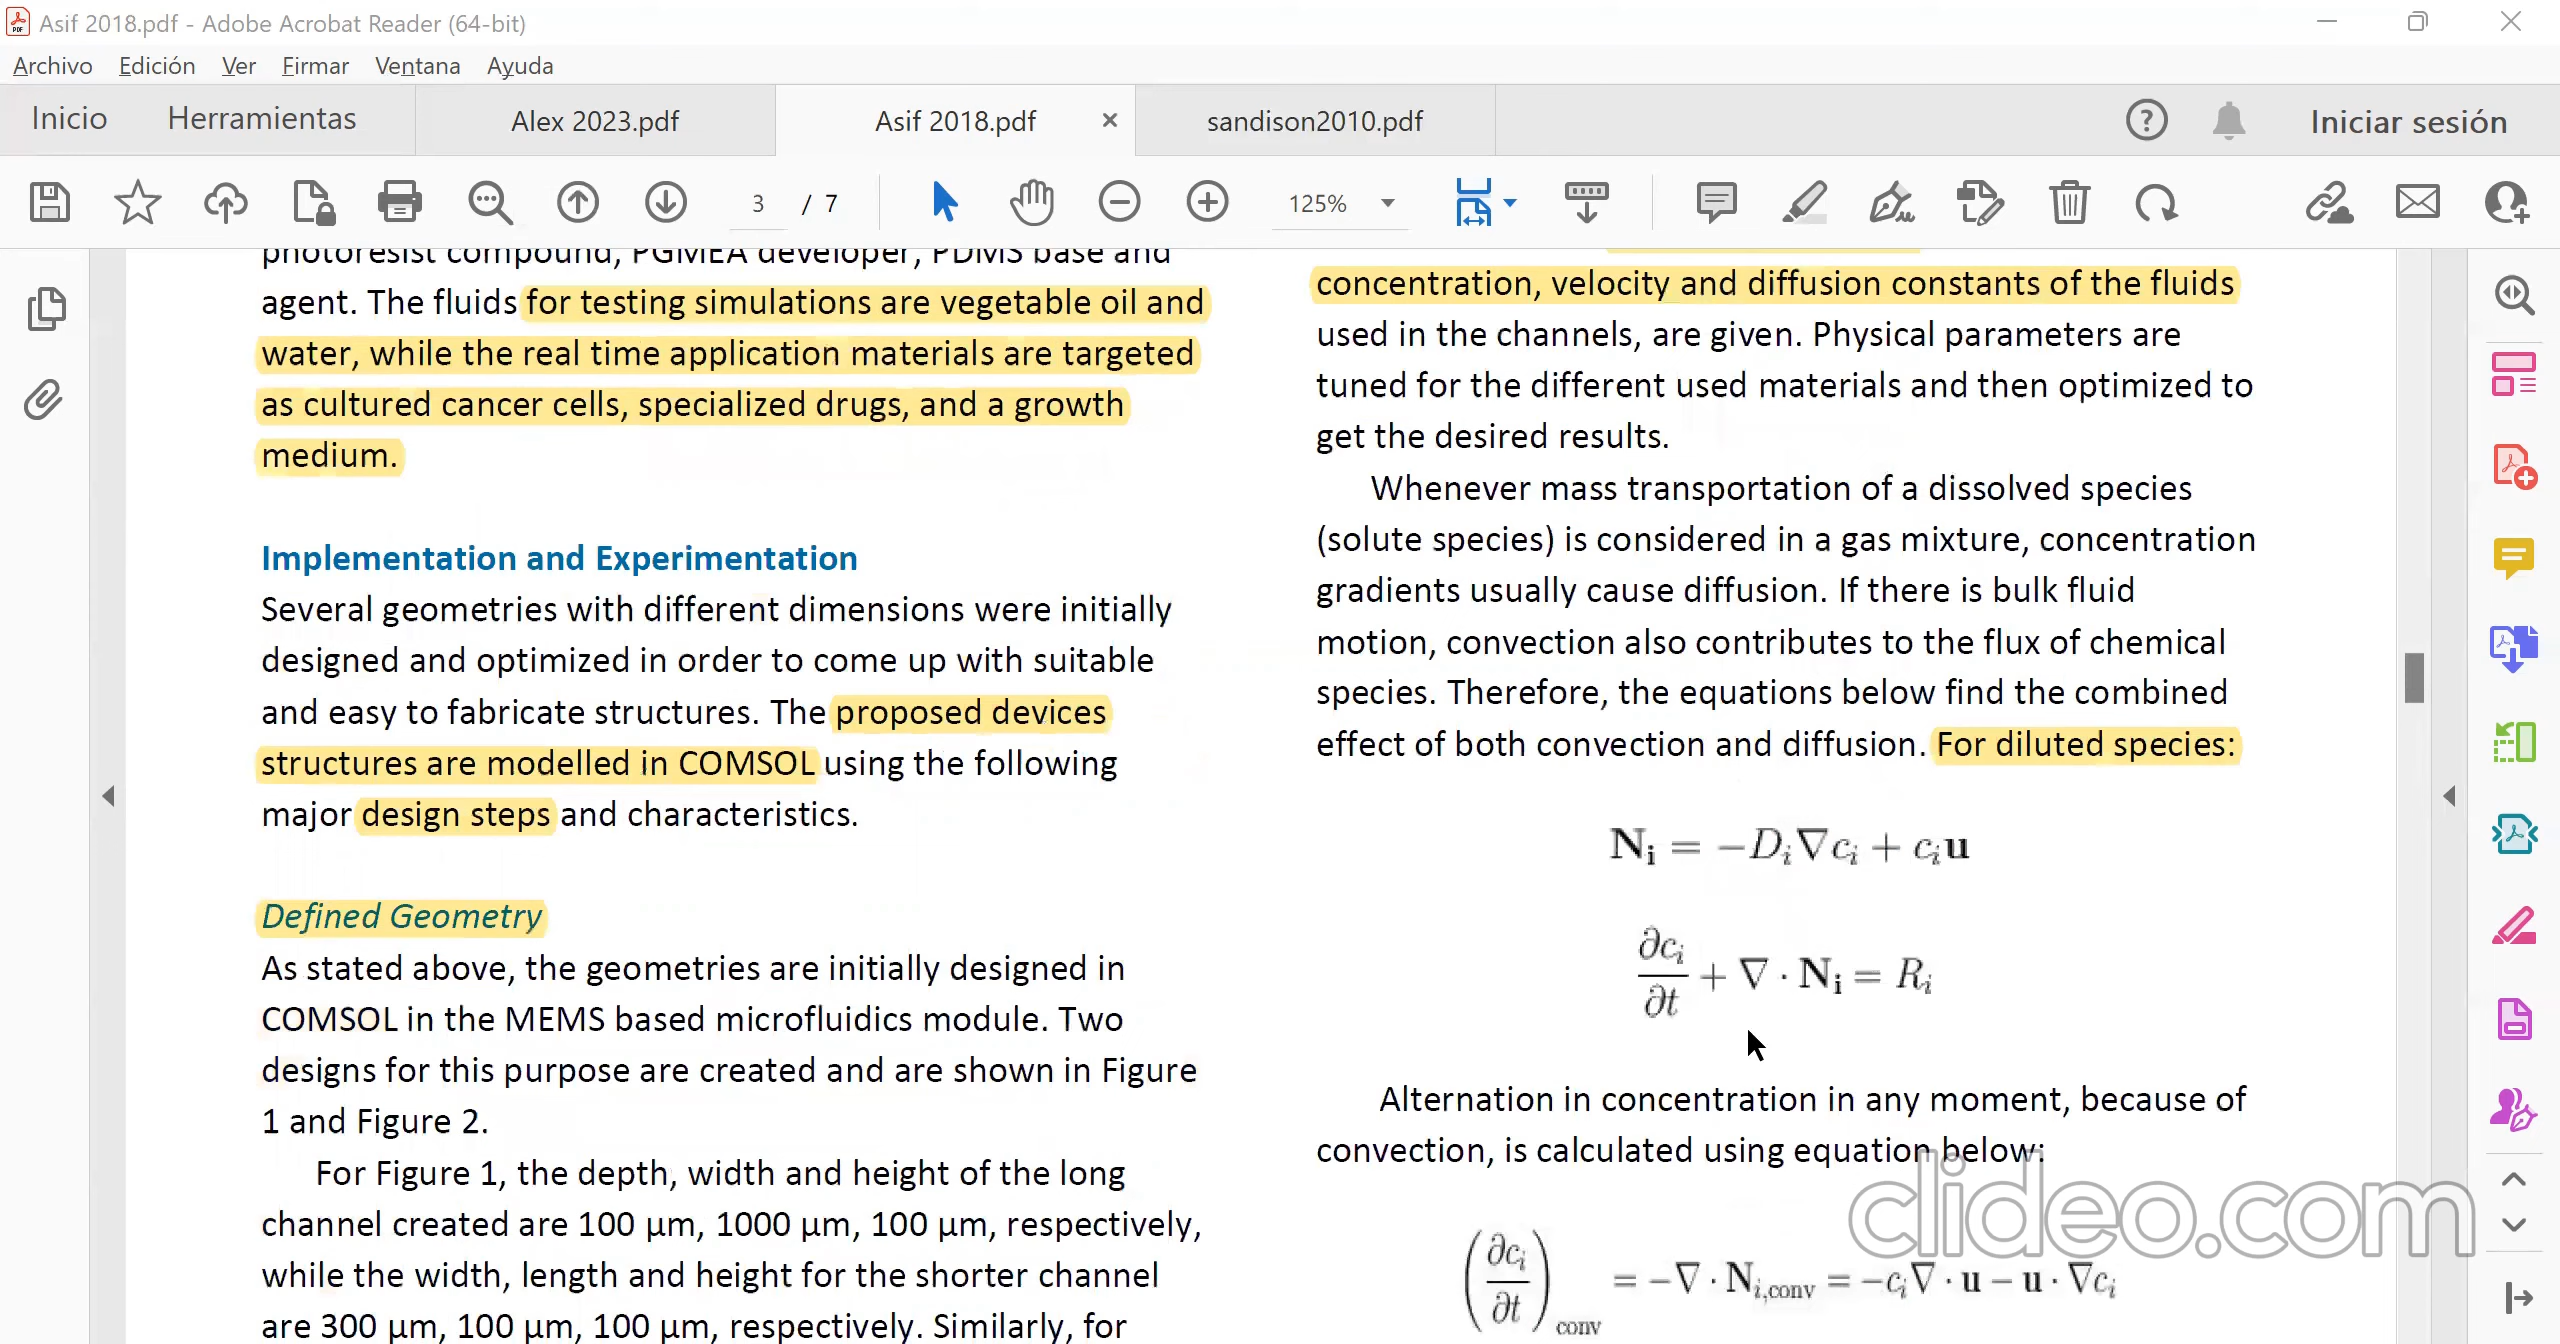 Asif 2018.pdf - Adobe Acrobat Reader (64-bit)
Archivo Edición Ver Firmar Ventana Ayuda
Inicio Herramientas Alex 2023.pdf Asif 2018.pdf × sandison2010.pdf ? Iniciar sesión
3 / 7 125%
photoresist compound, PGMEA developer, PDMS base and
agent. The fluids for testing simulations are vegetable oil and
water, while the real time application materials are targeted
as cultured cancer cells, specialized drugs, and a growth
medium.
Implementation and Experimentation
Several geometries with different dimensions were initially
designed and optimized in order to come up with suitable
and easy to fabricate structures. The proposed devices
structures are modelled in COMSOL using the following
major design steps and characteristics.
Defined Geometry
As stated above, the geometries are initially designed in
COMSOL in the MEMS based microfluidics module. Two
designs for this purpose are created and are shown in Figure
1 and Figure 2.
For Figure 1, the depth, width and height of the long
channel created are 100 µm, 1000 µm, 100 µm, respectively,
while the width, length and height for the shorter channel
are 300 µm, 100 µm, 100 µm, respectively. Similarly, for
concentration, velocity and diffusion constants of the fluids
used in the channels, are given. Physical parameters are
tuned for the different used materials and then optimized to
get the desired results.
Whenever mass transportation of a dissolved species
(solute species) is considered in a gas mixture, concentration
gradients usually cause diffusion. If there is bulk fluid
motion, convection also contributes to the flux of chemical
species. Therefore, the equations below find the combined
effect of both convection and diffusion. For diluted species:
𝐍ᵢ = −Dᵢ∇cᵢ + cᵢ𝐮
∂cᵢ/∂t + ∇ · 𝐍ᵢ = Rᵢ
Alternation in concentration in any moment, because of
convection, is calculated using equation below:
(∂cᵢ/∂t)conv = −∇ · 𝐍i,conv = −cᵢ∇ · 𝐮 − 𝐮 · ∇cᵢ
clideo.com